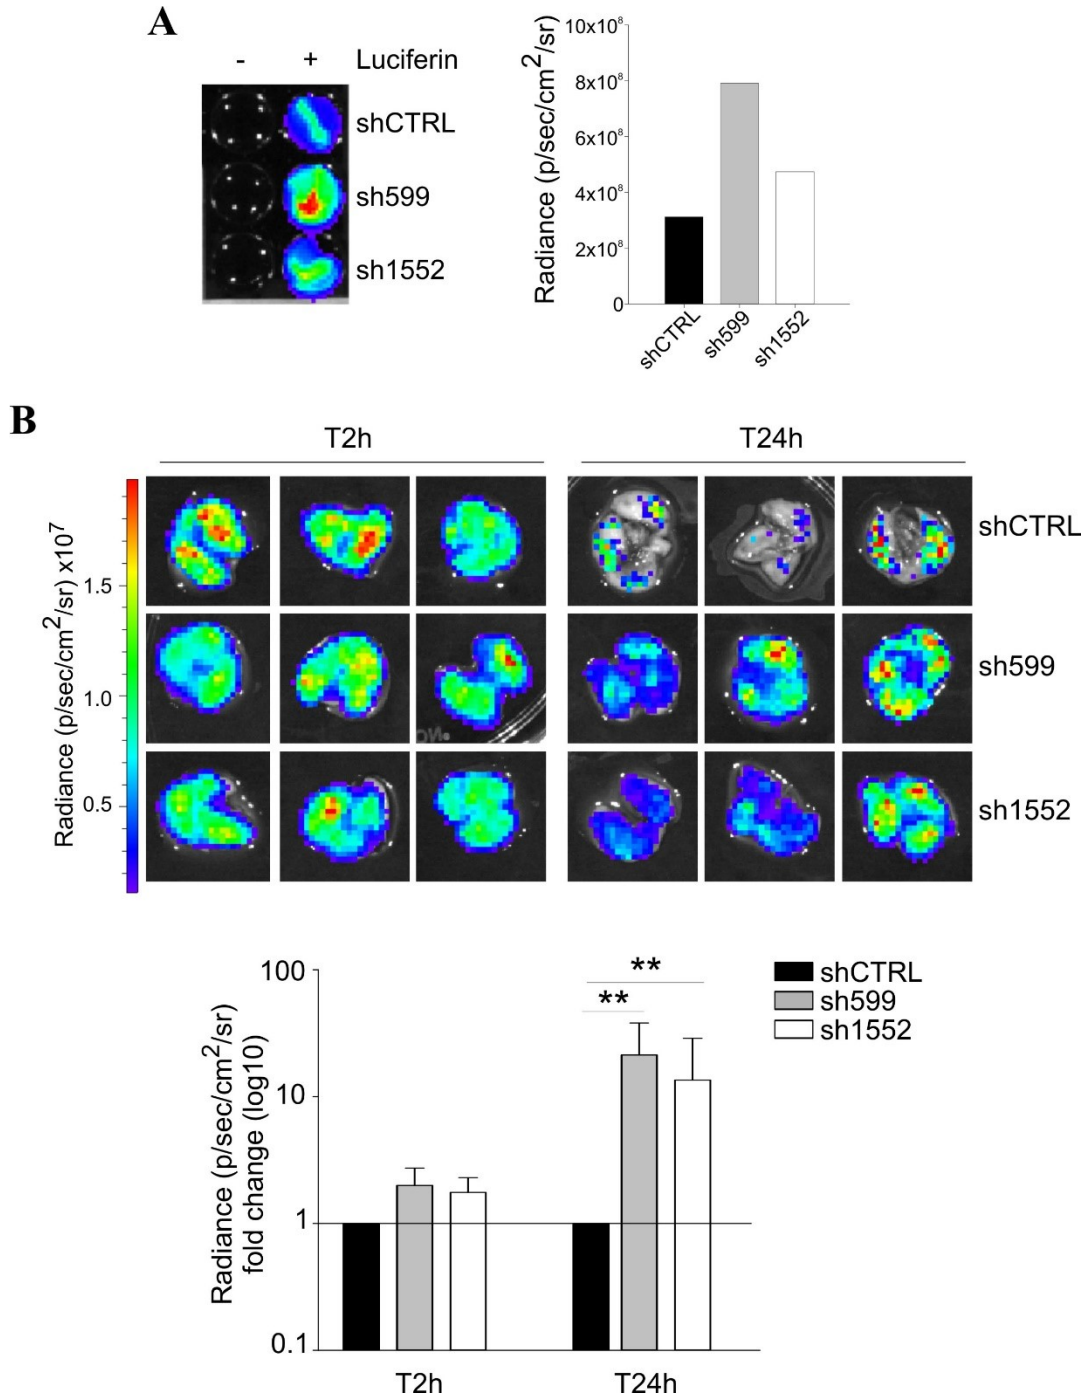 A
- + Luciferin
shCTRL
sh599
sh1552
Radiance (p/sec/cm²/sr)
10x10⁸
8x10⁸
6x10⁸
4x10⁸
2x10⁸
0
shCTRL
sh599
sh1552
B
T2h T24h
Radiance (p/sec/cm²/sr) x10⁷
1.5
1.0
0.5
shCTRL
sh599
sh1552
Radiance (p/sec/cm²/sr)
fold change (log10)
100
10
1
0.1
** 
**
shCTRL
sh599
sh1552
T2h T24h